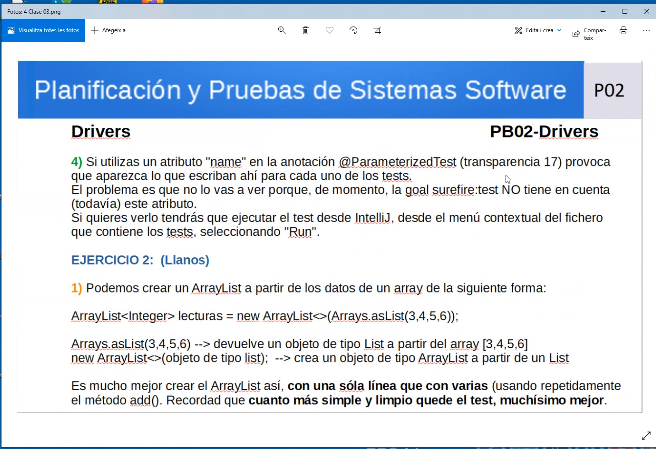 Fotos: 4 Clase 03.png
Visualitza totes les fotos
Afegeix a
Edita i crea
Compar-
teix
Planificación y Pruebas de Sistemas Software
P02
Drivers
PB02-Drivers
4) Si utilizas un atributo "name" en la anotación @ParameterizedTest (transparencia 17) provoca
que aparezca lo que escriban ahí para cada uno de los tests.
El problema es que no lo vas a ver porque, de momento, la goal surefire:test NO tiene en cuenta
(todavía) este atributo.
Si quieres verlo tendrás que ejecutar el test desde IntelliJ, desde el menú contextual del fichero
que contiene los tests, seleccionando "Run".
EJERCICIO 2: (Llanos)
1) Podemos crear un ArrayList a partir de los datos de un array de la siguiente forma:
ArrayList<Integer> lecturas = new ArrayList<>(Arrays.asList(3,4,5,6));
Arrays.asList(3,4,5,6) --> devuelve un objeto de tipo List a partir del array [3,4,5,6]
new ArrayList<>(objeto de tipo list); --> crea un objeto de tipo ArrayList a partir de un List
Es mucho mejor crear el ArrayList así, con una sóla línea que con varias (usando repetidamente
el método add(). Recordad que cuanto más simple y limpio quede el test, muchísimo mejor.